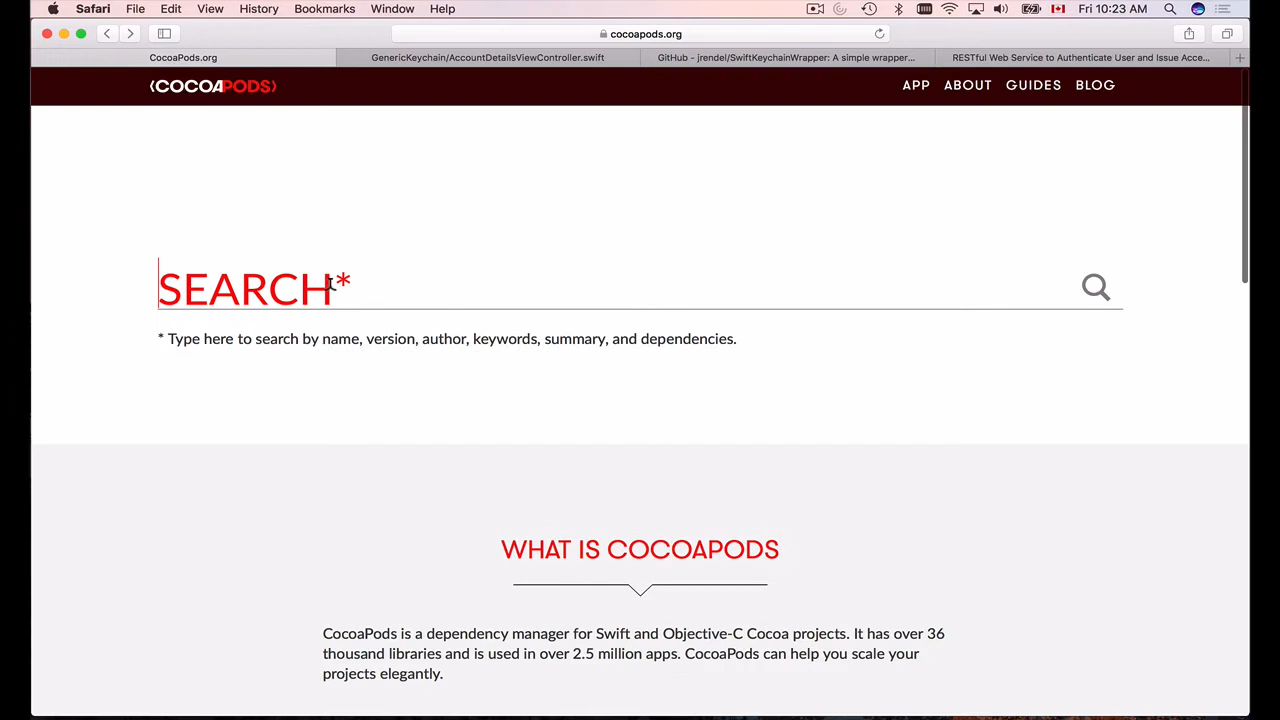 Safari File Edit View History Bookmarks Window Help Fri 10:23 AM
cocoapods.org
CocoaPods.org GenericKeychain/AccountDetailsViewController.swift GitHub - jrendel/SwiftKeychainWrapper: A simple wrapper... RESTful Web Service to Authenticate User and Issue Acce...
COCOAPODS APP ABOUT GUIDES BLOG
SEARCH*
* Type here to search by name, version, author, keywords, summary, and dependencies.
WHAT IS COCOAPODS
CocoaPods is a dependency manager for Swift and Objective-C Cocoa projects. It has over 36
thousand libraries and is used in over 2.5 million apps. CocoaPods can help you scale your
projects elegantly.